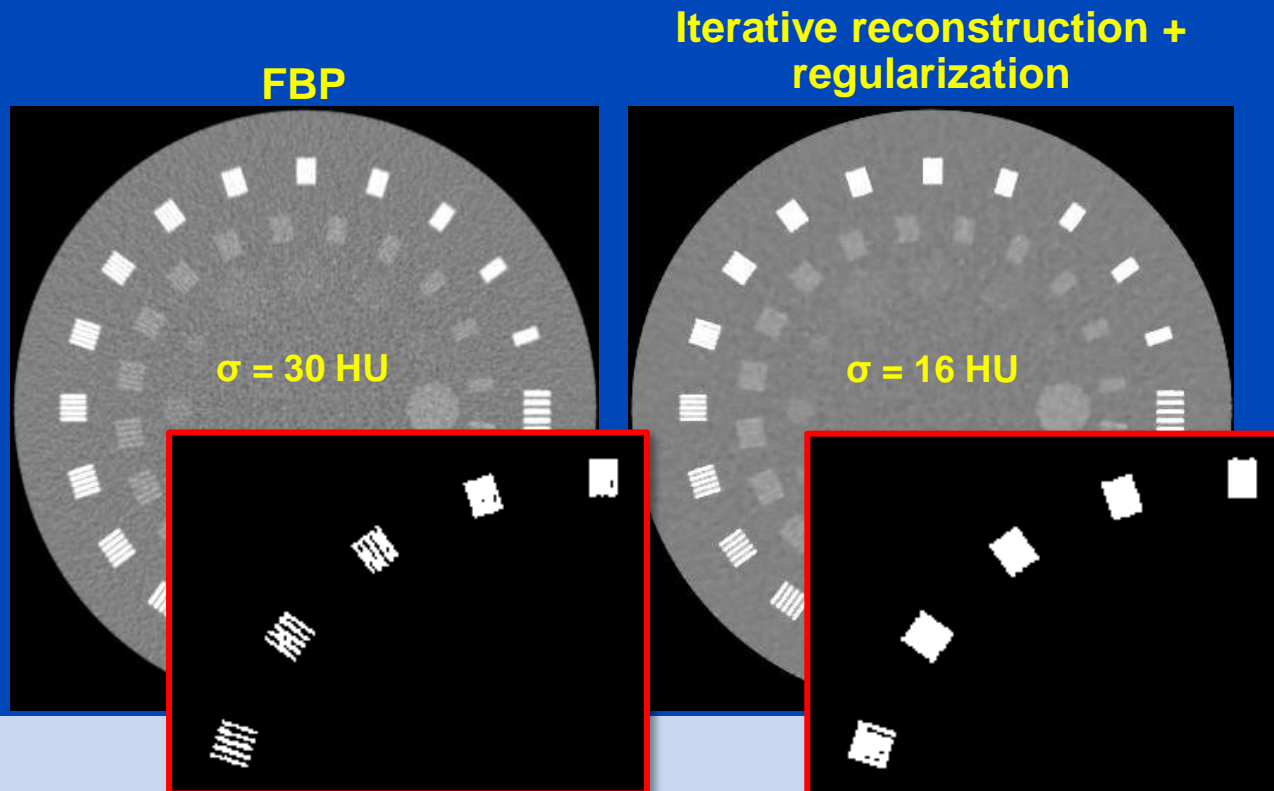 FBP
Iterative reconstruction +
regularization
σ = 30 HU
σ = 16 HU